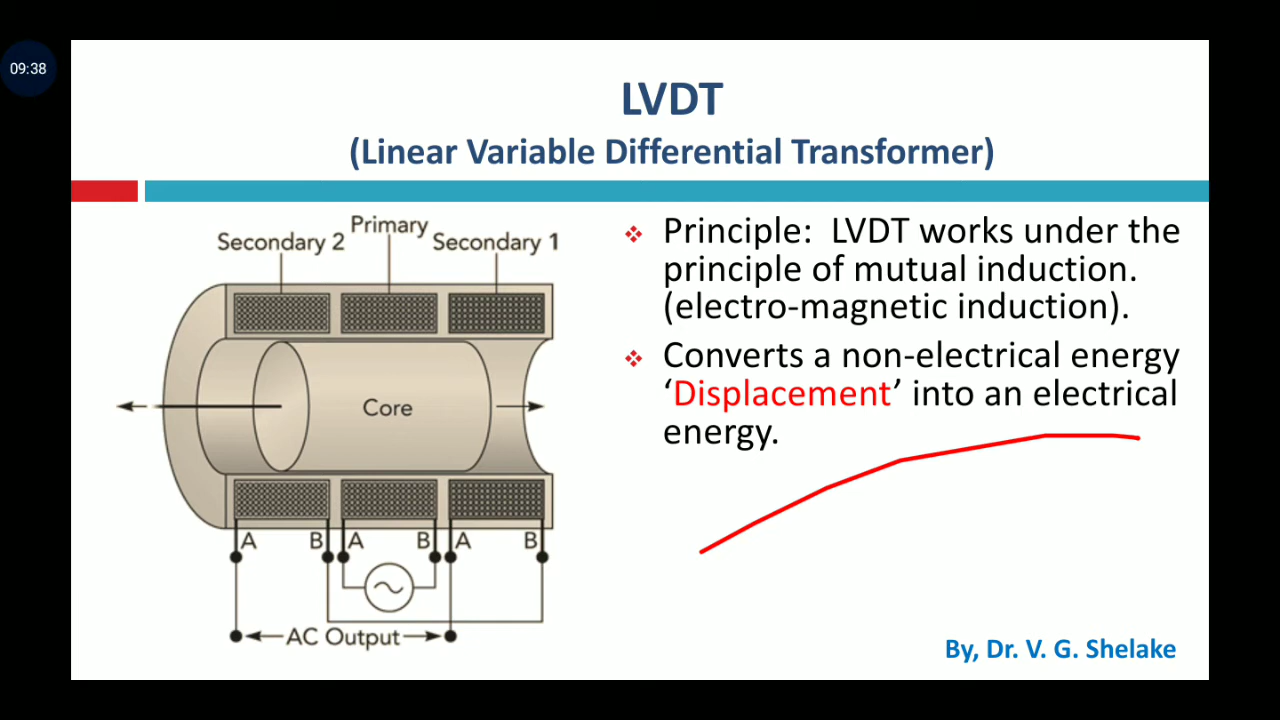 09:38
LVDT
(Linear Variable Differential Transformer)
Primary
Secondary 2
Secondary 1
Core
A B A B A B
AC Output
❖ Principle: LVDT works under the
principle of mutual induction.
(electro-magnetic induction).
❖ Converts a non-electrical energy
‘Displacement’ into an electrical
energy.
By, Dr. V. G. Shelake